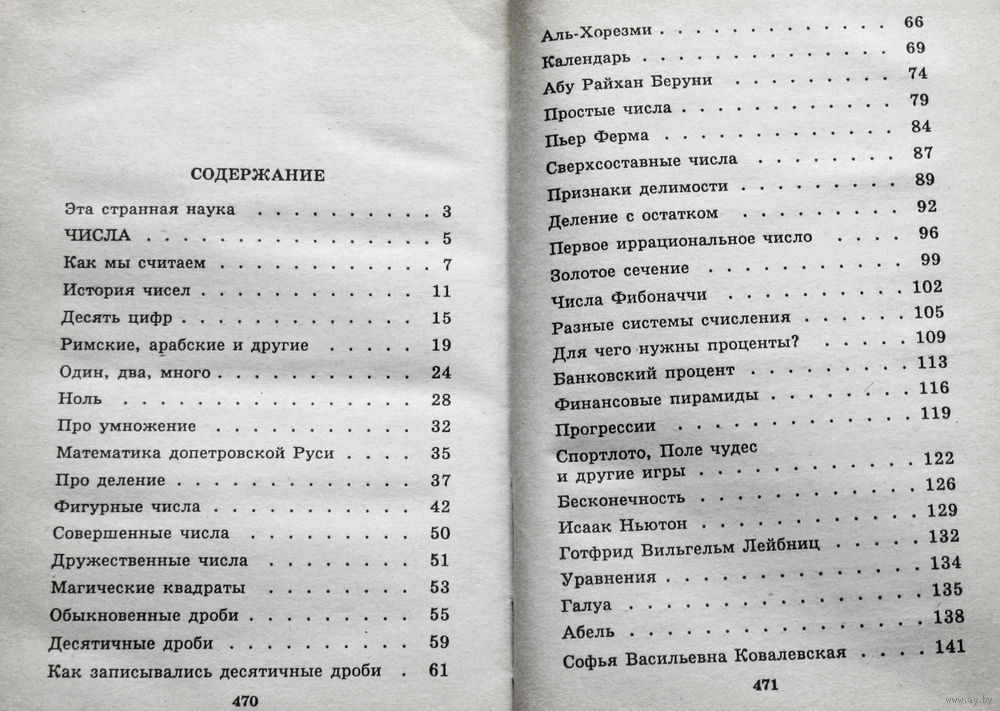 СОДЕРЖАНИЕ
Эта странная наука . . . . . . . . . . 3
ЧИСЛА . . . . . . . . . . . . . . . 5
Как мы считаем . . . . . . . . . . . 7
История чисел . . . . . . . . . . . . 11
Десять цифр . . . . . . . . . . . . . 15
Римские, арабские и другие . . . . . 19
Один, два, много . . . . . . . . . . . 24
Ноль . . . . . . . . . . . . . . . . 28
Про умножение . . . . . . . . . . . 32
Математика допетровской Руси . . . . 35
Про деление . . . . . . . . . . . . . 37
Фигурные числа . . . . . . . . . . . 42
Совершенные числа . . . . . . . . . 50
Дружественные числа . . . . . . . . 51
Магические квадраты . . . . . . . . 53
Обыкновенные дроби . . . . . . . . . 55
Десятичные дроби . . . . . . . . . . 59
Как записывались десятичные дроби . 61
470
Аль-Хорезми . . . . . . . . . . . . 66
Календарь . . . . . . . . . . . . . 69
Абу Райхан Беруни . . . . . . . . . 74
Простые числа . . . . . . . . . . . 79
Пьер Ферма . . . . . . . . . . . . 84
Сверхсоставные числа . . . . . . . . 87
Признаки делимости . . . . . . . . . 89
Деление с остатком . . . . . . . . . 92
Первое иррациональное число . . . . 96
Золотое сечение . . . . . . . . . . 99
Числа Фибоначчи . . . . . . . . . . 102
Разные системы счисления . . . . . . 105
Для чего нужны проценты? . . . . . 109
Банковский процент . . . . . . . . . 113
Финансовые пирамиды . . . . . . . . 116
Прогрессии . . . . . . . . . . . . . 119
Спортлото, Поле чудес
и другие игры . . . . . . . . . . . 122
Бесконечность . . . . . . . . . . . 126
Исаак Ньютон . . . . . . . . . . . 129
Готфрид Вильгельм Лейбниц . . . . . 132
Уравнения . . . . . . . . . . . . . 134
Галуа . . . . . . . . . . . . . . . 135
Абель . . . . . . . . . . . . . . . 138
Софья Васильевна Ковалевская . . . . 141
471
www.ay.by